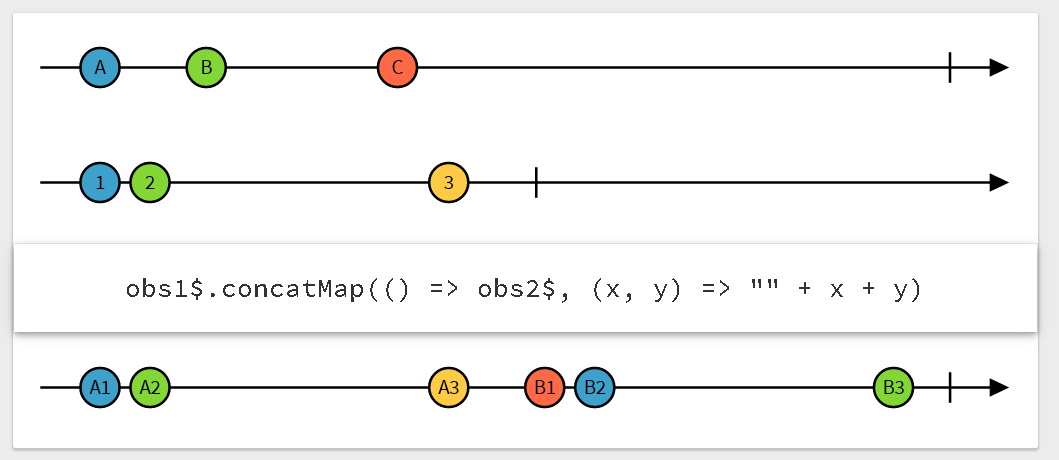 A B C
1 2 3
obs1$.concatMap(() => obs2$, (x, y) => "" + x + y)
A1 A2 A3 B1 B2 B3